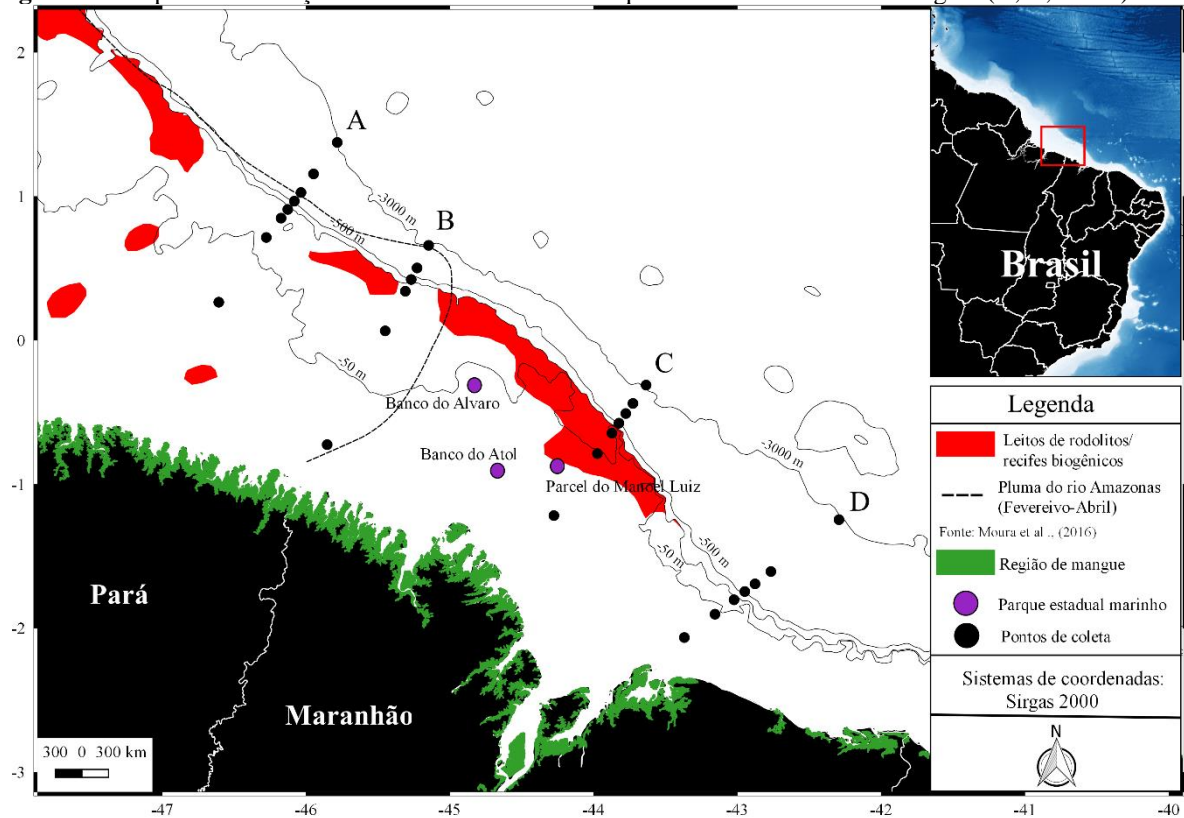 2
1
0
-1
-2
-3
A
B
C
D
-3000 m
-500 m
-50 m
-3000 m
-500 m
-50 m
Banco do Alvaro
Banco do Atol
Parcel do Manoel Luiz
Pará
Maranhão
300 0 300 km
-47
-46
-45
-44
-43
-42
-41
-40
Brasil
Legenda
Leitos de rodolitos/
recifes biogênicos
Pluma do rio Amazonas
(Fevereivo-Abril)
Fonte: Moura et al ., (2016)
Região de mangue
Parque estadual marinho
Pontos de coleta
Sistemas de coordenadas:
Sirgas 2000
N